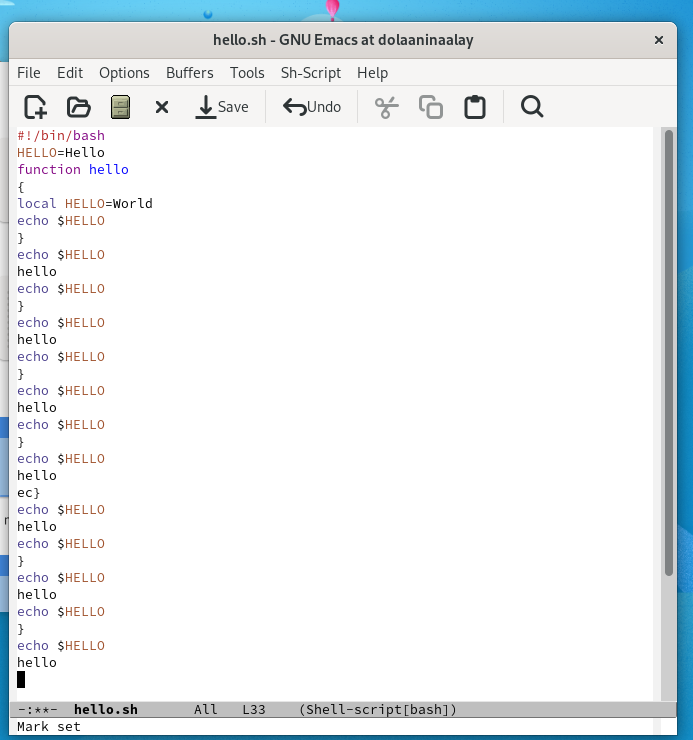 hello.sh - GNU Emacs at dolaaninaalay ×
File Edit Options Buffers Tools Sh-Script Help
Save Undo
#!/bin/bash
HELLO=Hello
function hello
{
local HELLO=World
echo $HELLO
}
echo $HELLO
hello
echo $HELLO
}
echo $HELLO
hello
echo $HELLO
}
echo $HELLO
hello
echo $HELLO
}
echo $HELLO
hello
ec}
echo $HELLO
hello
echo $HELLO
}
echo $HELLO
hello
echo $HELLO
}
echo $HELLO
hello
-:**- hello.sh All L33 (Shell-script[bash])
Mark set